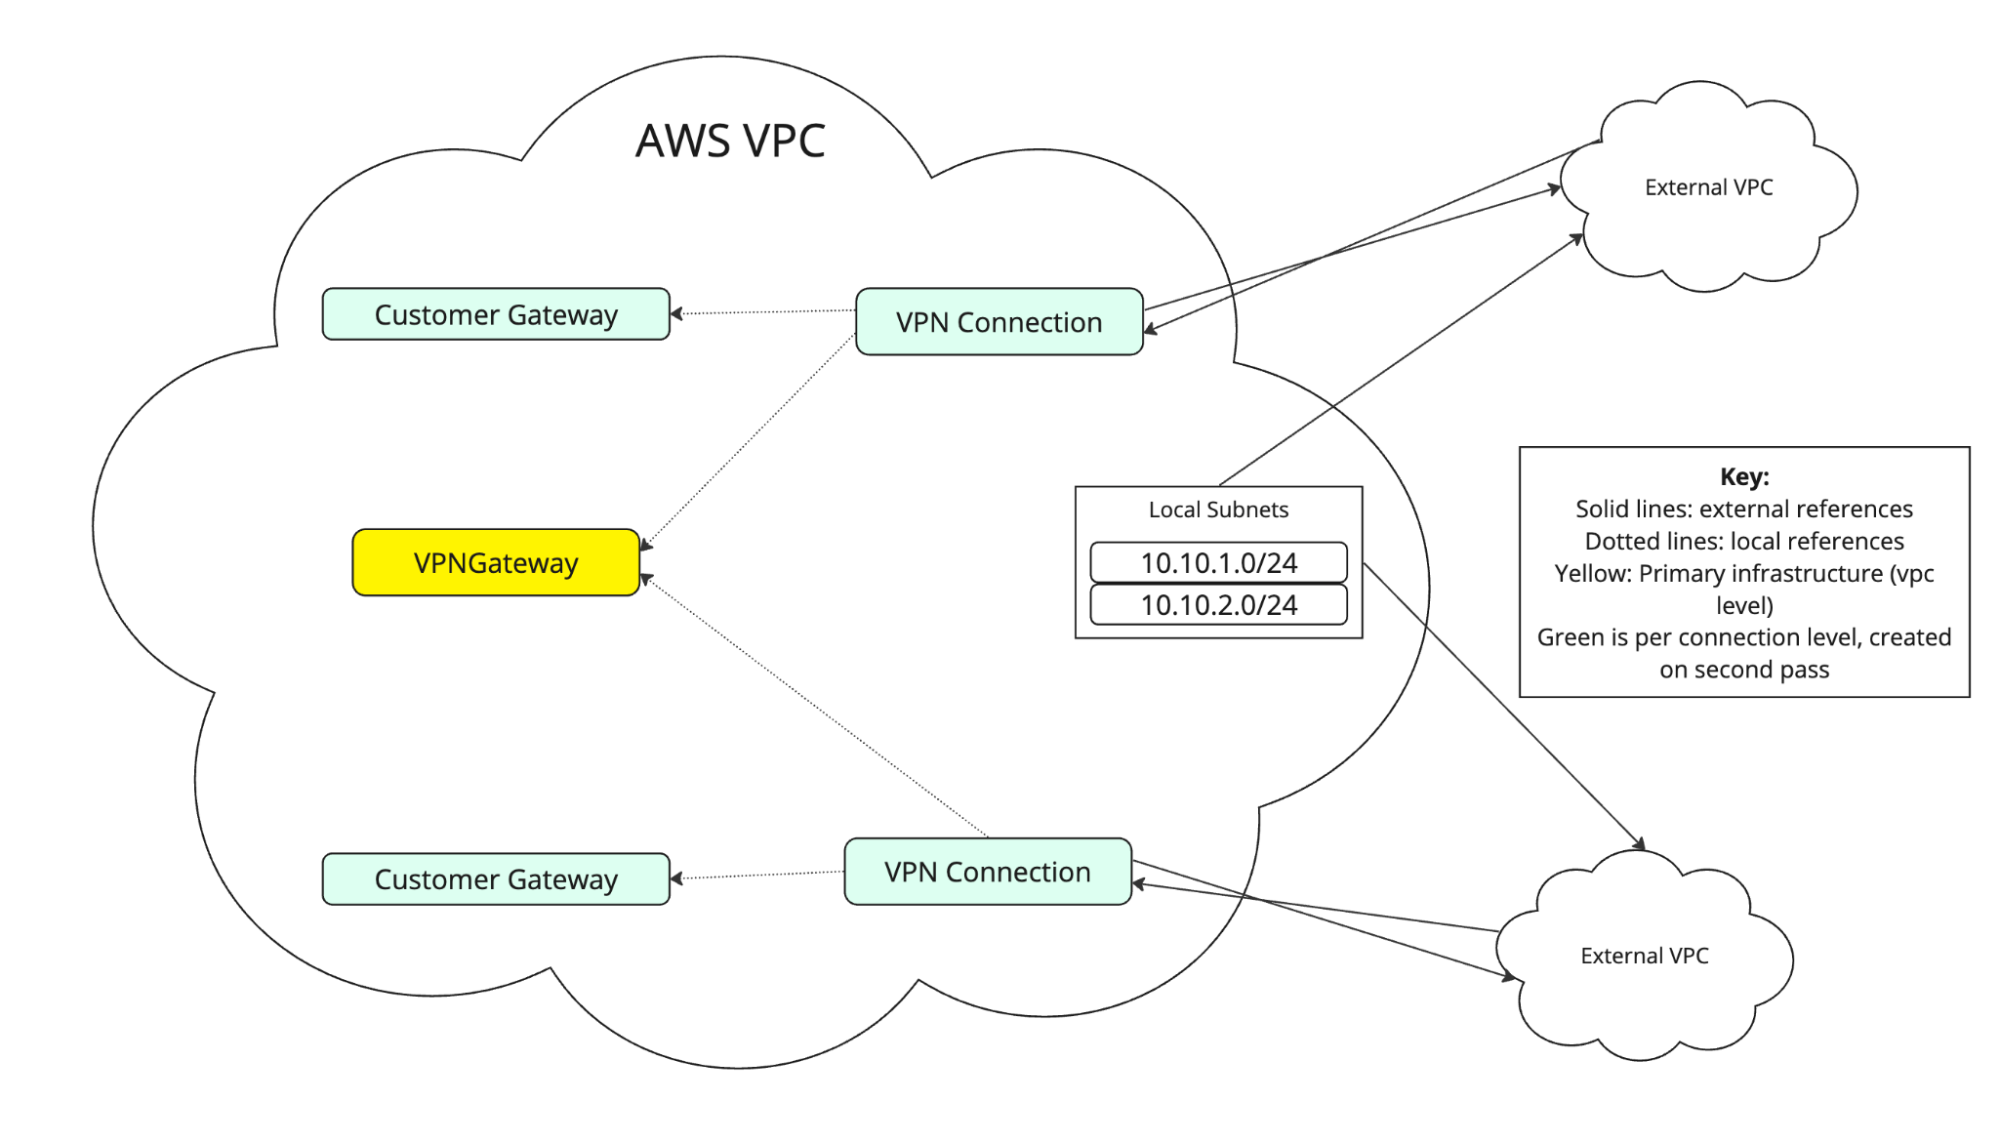 AWS VPC
External VPC
Customer Gateway
VPN Connection
Key:
Solid lines: external references
Dotted lines: local references
Yellow: Primary infrastructure (vpc
level)
Green is per connection level, created
on second pass
Local Subnets
10.10.1.0/24
10.10.2.0/24
VPNGateway
Customer Gateway
VPN Connection
External VPC